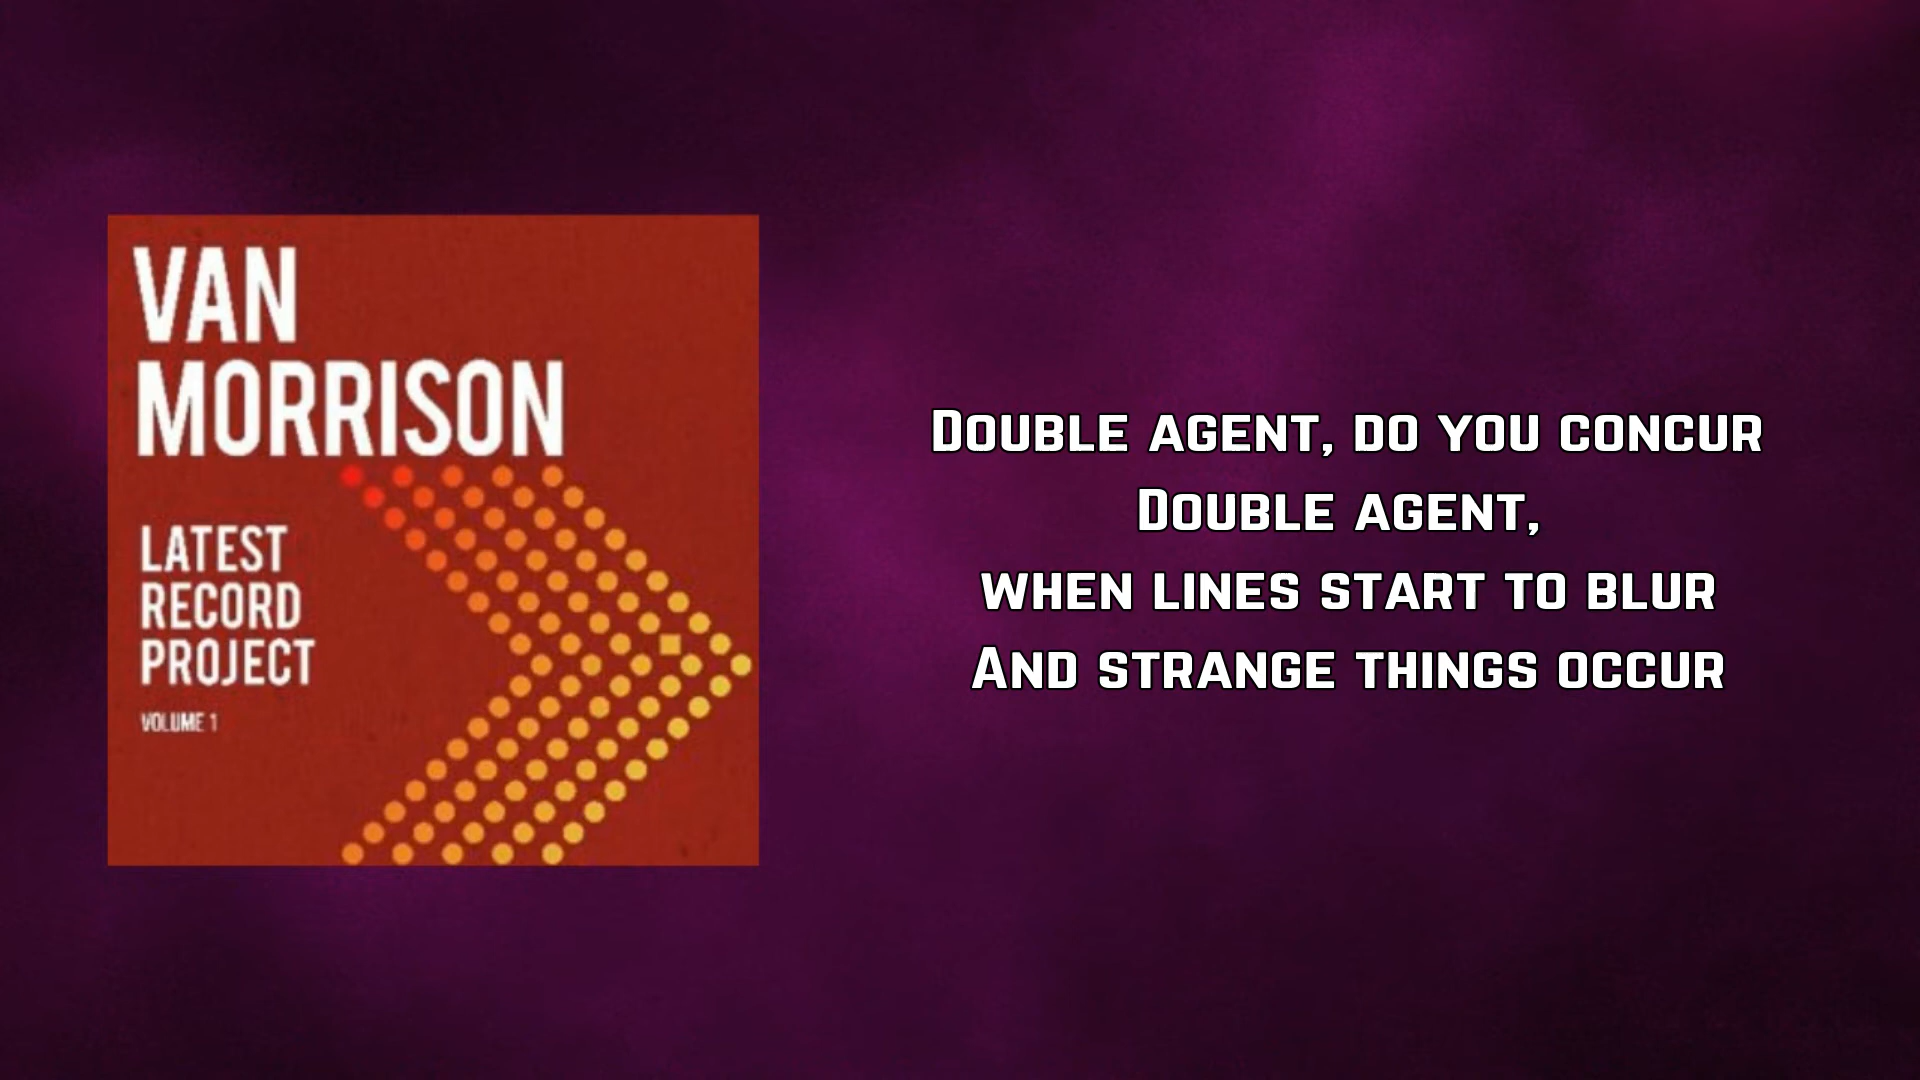 VAN
MORRISON
LATEST
RECORD
PROJECT
VOLUME 1
Double agent, do you concur
Double agent,
when lines start to blur
And strange things occur